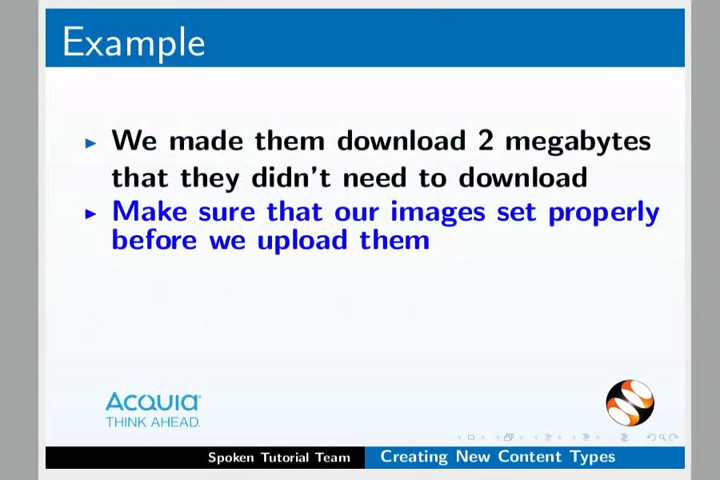 Example
We made them download 2 megabytes
that they didn't need to download
Make sure that our images set properly
before we upload them
Acquia
THINK AHEAD.
Spoken Tutorial Team
Creating New Content Types